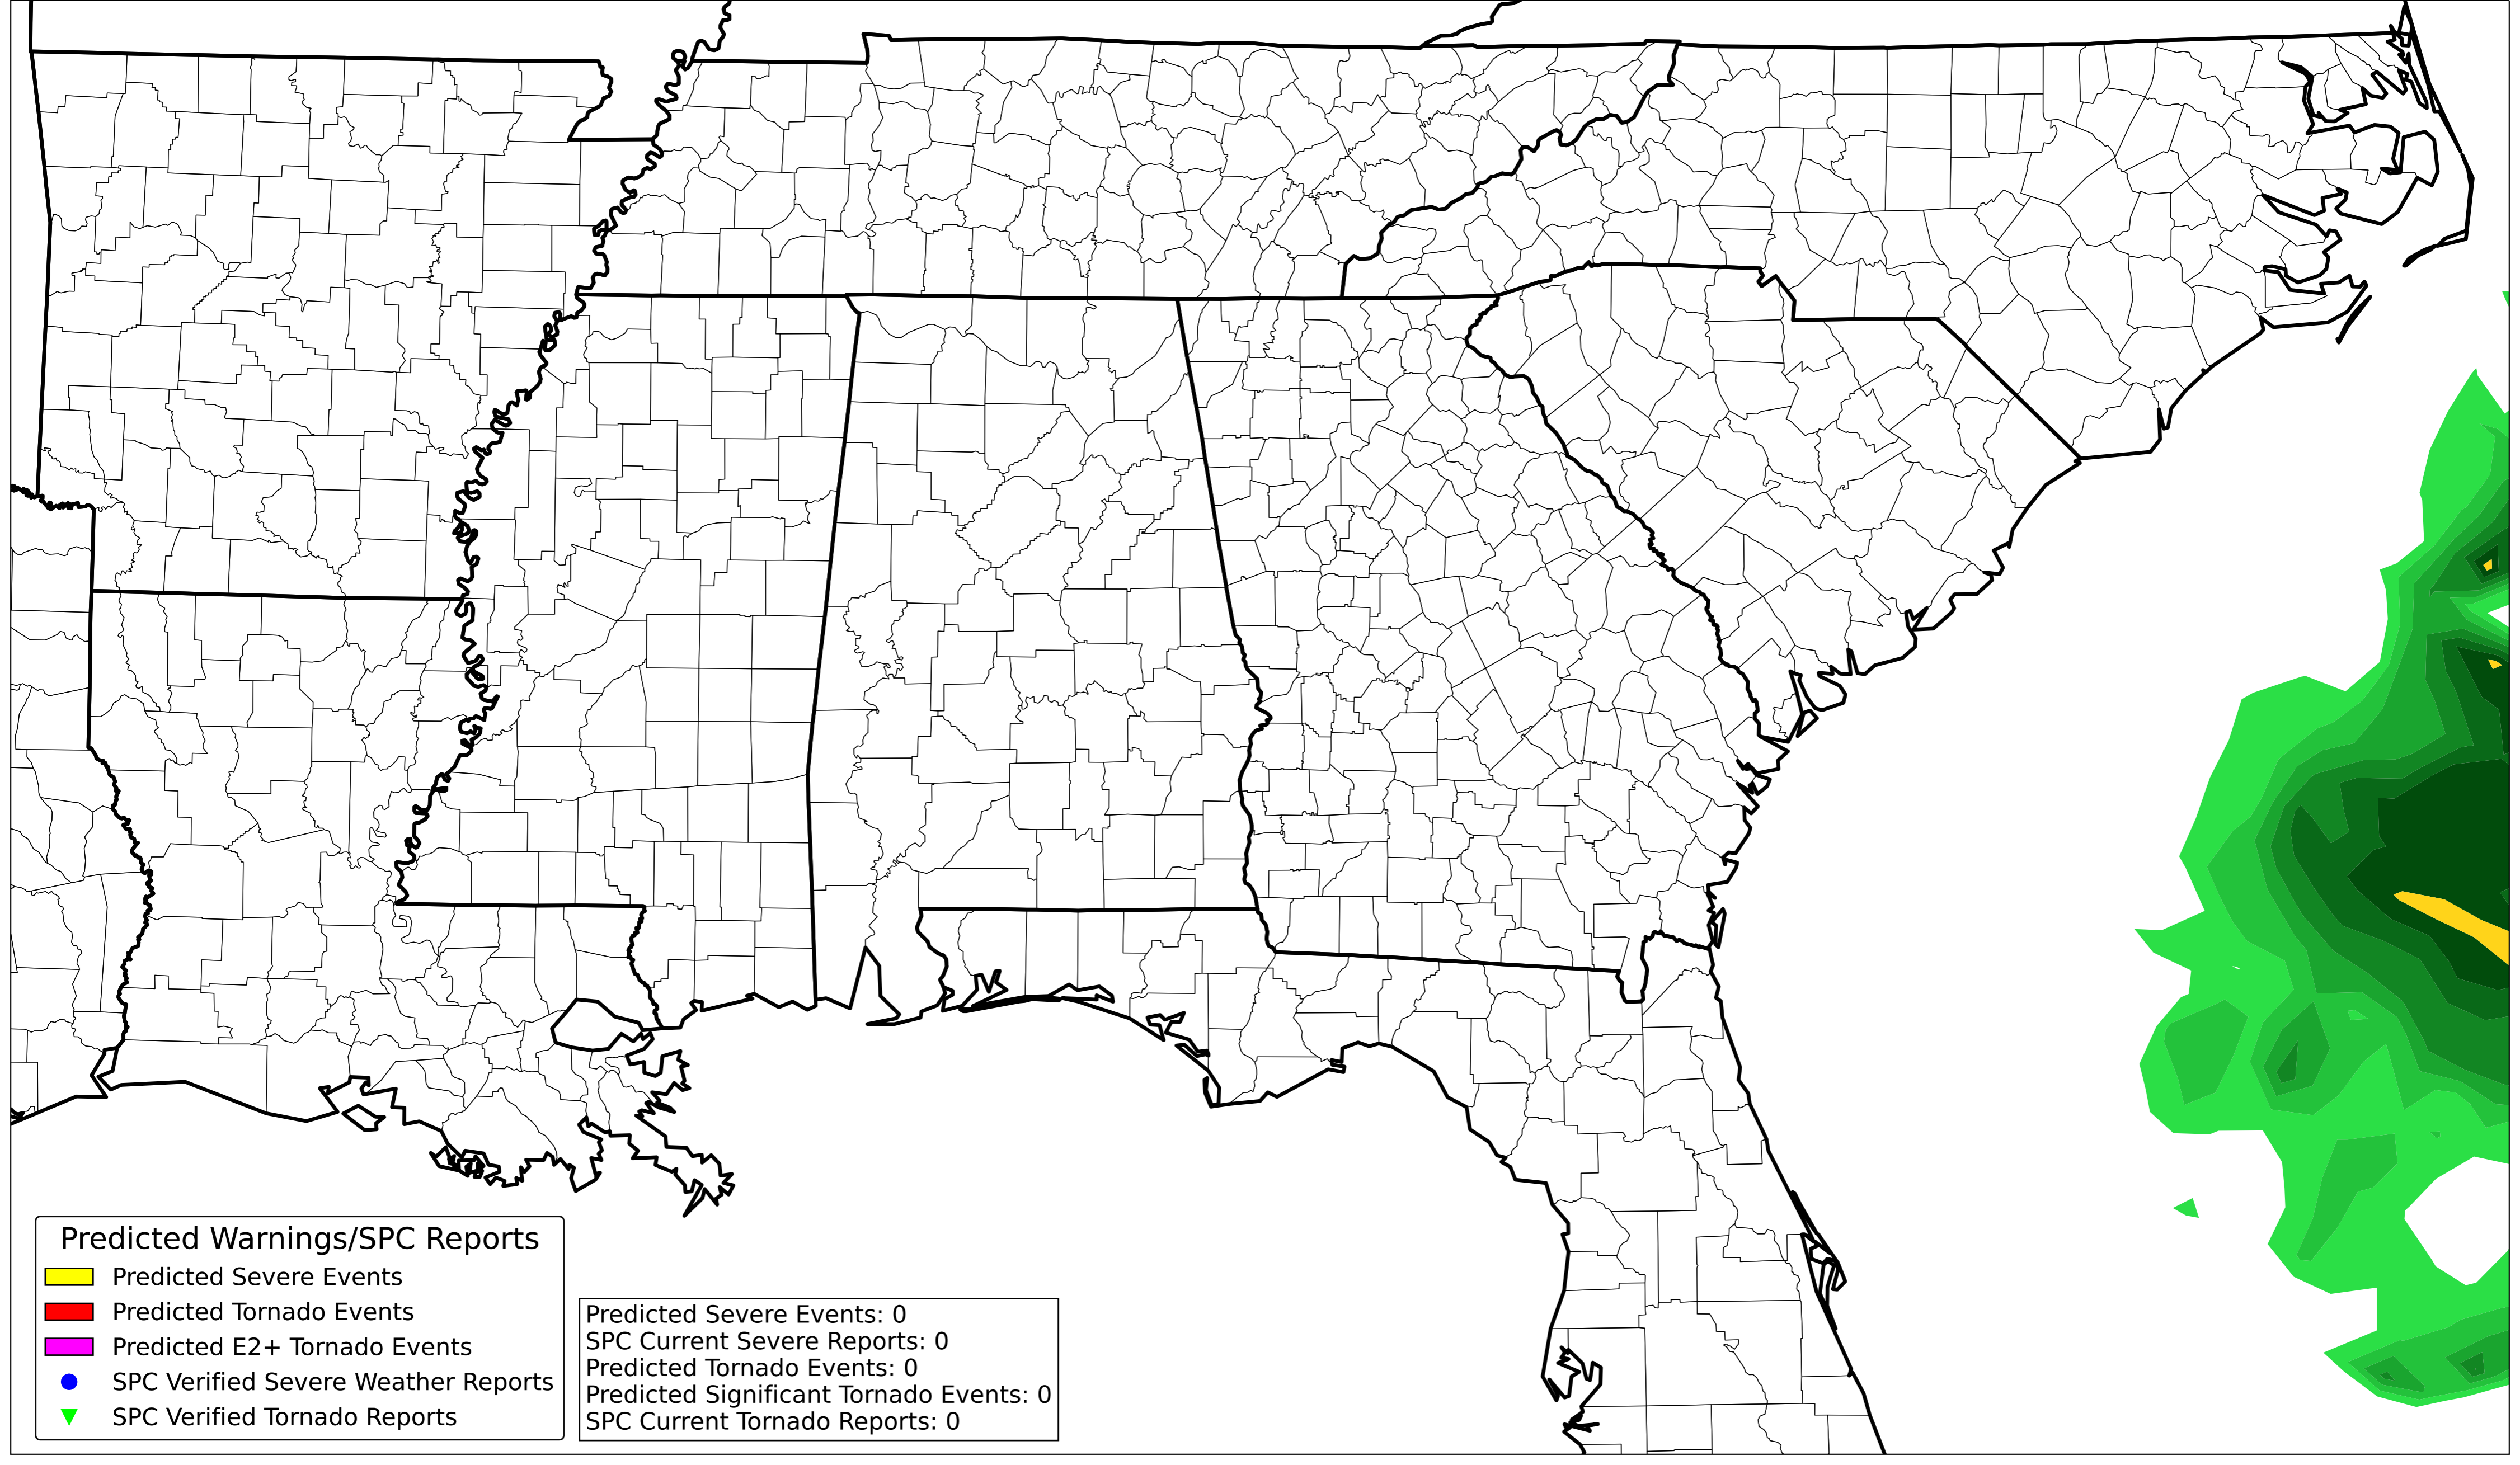 Predicted Warnings/SPC Reports
Predicted Severe Events
Predicted Tornado Events
Predicted E2+ Tornado Events
SPC Verified Severe Weather Reports
SPC Verified Tornado Reports
Predicted Severe Events: 0
SPC Current Severe Reports: 0
Predicted Tornado Events: 0
Predicted Significant Tornado Events: 0
SPC Current Tornado Reports: 0